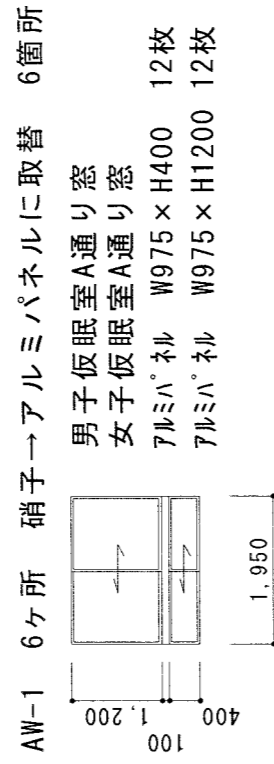 AW-1　6ヶ所　硝子→アルミパネルに取替　6箇所
男子仮眠室A通り窓
女子仮眠室A通り窓
アルミパネル　W975×H400　12枚
アルミパネル　W975×H1200　12枚
1,200
100
400
1,950